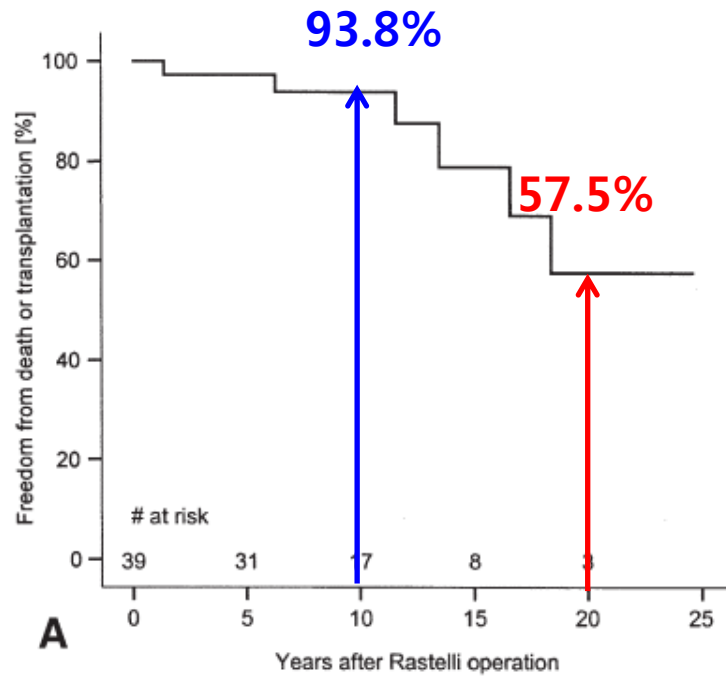 93.8%
57.5%
Freedom from death or transplantation [%]
100
80
60
40
20
0
# at risk
39 31 17 8 3
0 5 10 15 20 25
A
Years after Rastelli operation